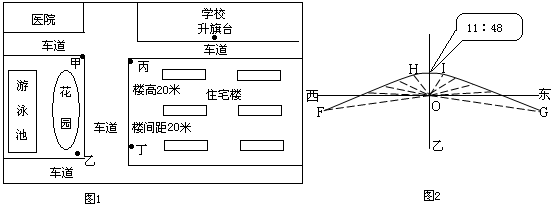 医院
学校
升旗台
车道
车道
甲
丙
游泳池
花园
车道
楼高20米
住宅楼
楼间距20米
乙
丁
车道
图1
11：48
H
I
西
东
F
O
G
乙
图2